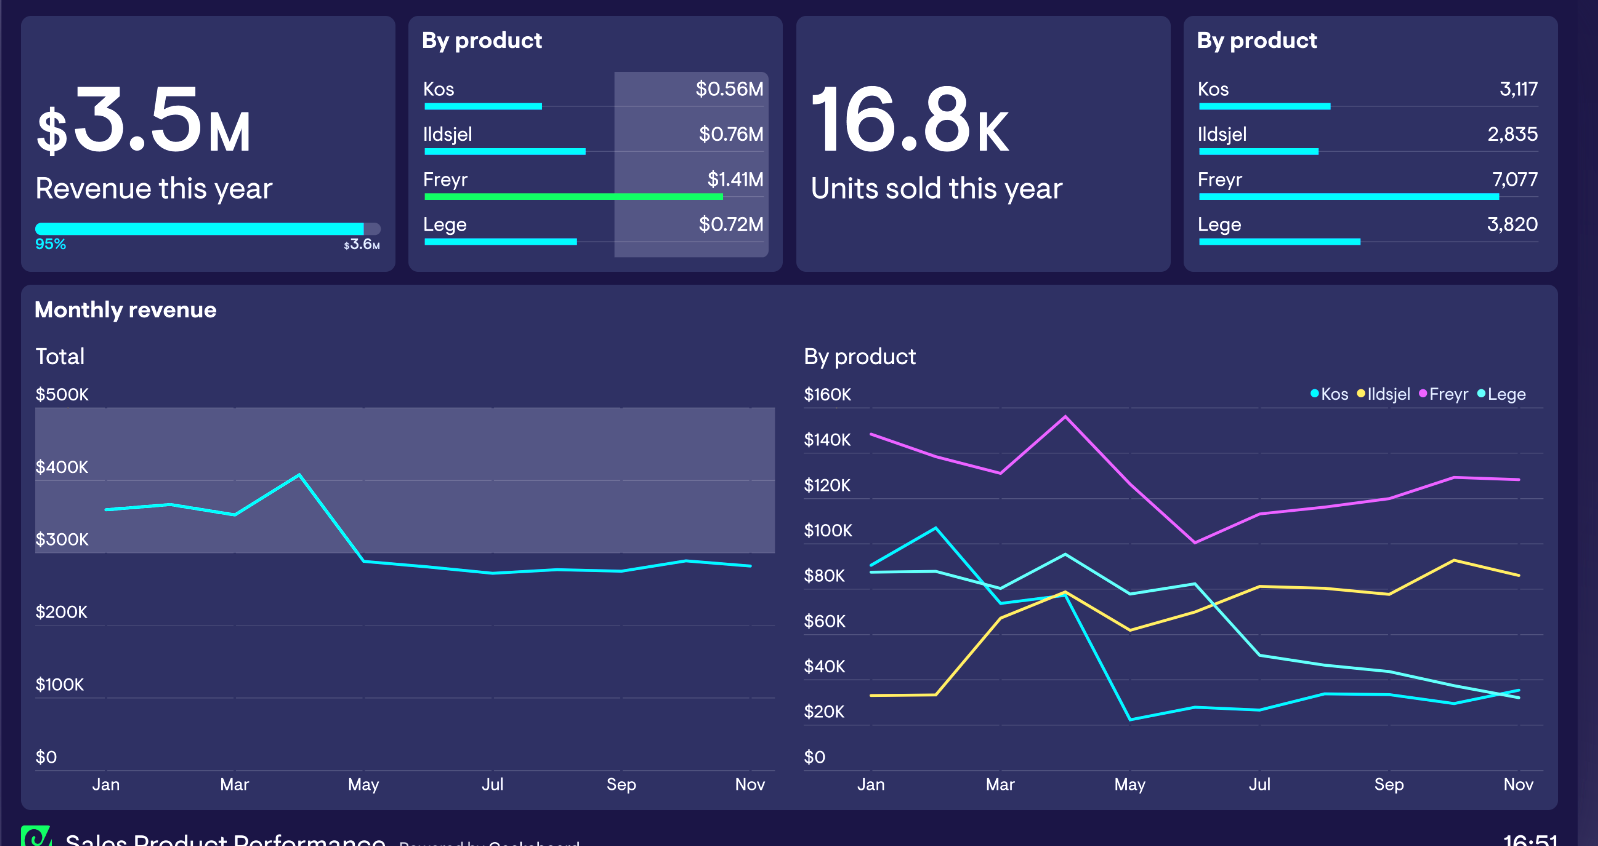 $3.5M
Revenue this year
95% $3.6M
By product
Kos $0.56M
Ildsjel $0.76M
Freyr $1.41M
Lege $0.72M
16.8K
Units sold this year
By product
Kos 3,117
Ildsjel 2,835
Freyr 7,077
Lege 3,820
Monthly revenue
Total
$500K
$400K
$300K
$200K
$100K
$0
Jan Mar May Jul Sep Nov
By product
Kos Ildsjel Freyr Lege
$160K
$140K
$120K
$100K
$80K
$60K
$40K
$20K
$0
Jan Mar May Jul Sep Nov
Sales Product Performance Powered by Geckoboard 16:51